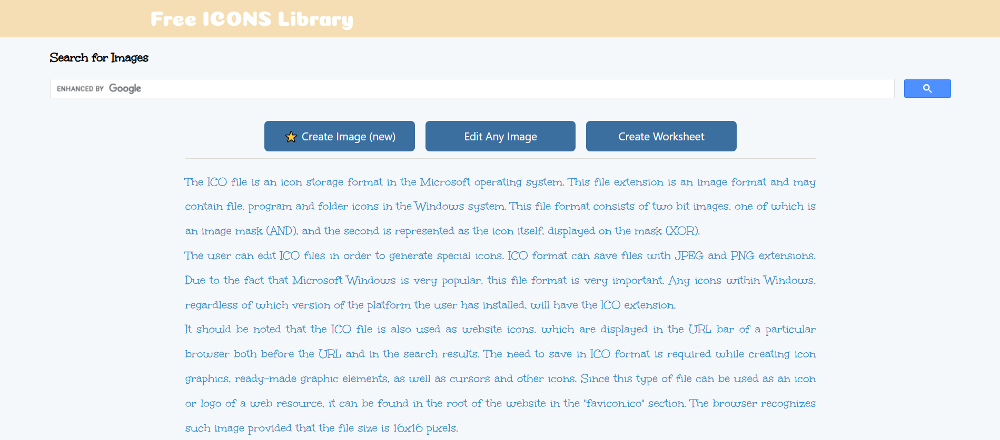 Free ICONS Library
Search for Images
ENHANCED BY Google
Create Image (new)
Edit Any Image
Create Worksheet
The ICO file is an icon storage format in the Microsoft operating system. This file extension is an image format and may
contain file, program and folder icons in the Windows system. This file format consists of two bit images, one of which is
an image mask (AND), and the second is represented as the icon itself, displayed on the mask (XOR).
The user can edit ICO files in order to generate special icons. ICO format can save files with JPEG and PNG extensions.
Due to the fact that Microsoft Windows is very popular, this file format is very important. Any icons within Windows,
regardless of which version of the platform the user has installed, will have the ICO extension.
It should be noted that the ICO file is also used as website icons, which are displayed in the URL bar of a particular
browser both before the URL and in the search results. The need to save in ICO format is required while creating icon
graphics, ready-made graphic elements, as well as cursors and other icons. Since this type of file can be used as an icon
or logo of a web resource, it can be found in the root of the website in the "favicon.ico" section. The browser recognizes
such image provided that the file size is 16x16 pixels.